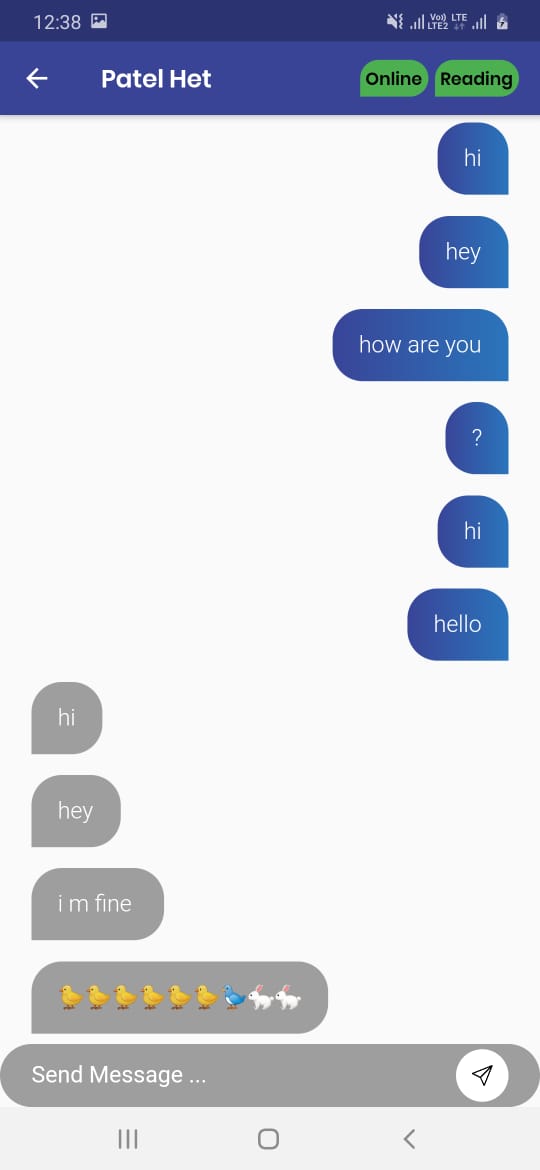 12:38
Vo) LTE
LTE2
Patel Het
Online
Reading
hi
hey
how are you
?
hi
hello
hi
hey
i m fine
🐤🐤🐤🐤🐤🐤🐦🐇🐇
Send Message ...